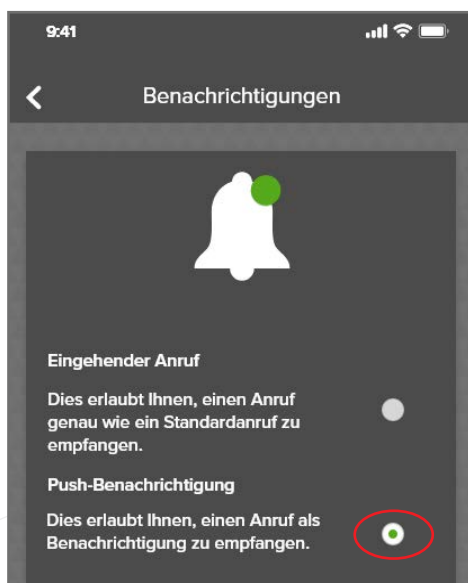 9:41
Benachrichtigungen
Eingehender Anruf
Dies erlaubt Ihnen, einen Anruf
genau wie ein Standardanruf zu
empfangen.
Push-Benachrichtigung
Dies erlaubt Ihnen, einen Anruf als
Benachrichtigung zu empfangen.